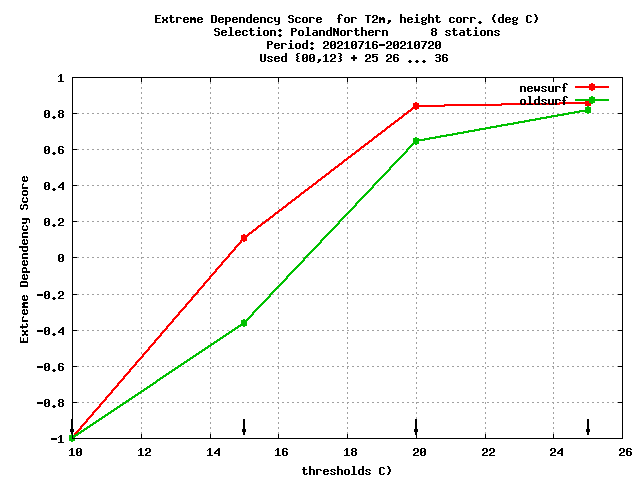 Extreme Dependency Score  for T2m, height corr. (deg C)
Selection: PolandNorthern      8 stations
Period: 20210716-20210720
Used {00,12} + 25 26 ... 36
newsurf
oldsurf
1
0.8
0.6
0.4
0.2
0
-0.2
-0.4
-0.6
-0.8
-1
Extreme Dependency Score
10 12 14 16 18 20 22 24 26
thresholds C)